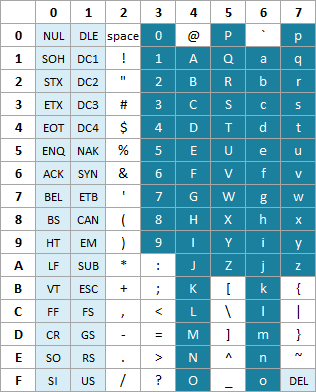 0 1 2 3 4 5 6 7
0 NUL DLE space 0 @ P ` p
1 SOH DC1 ! 1 A Q a q
2 STX DC2 " 2 B R b r
3 ETX DC3 # 3 C S c s
4 EOT DC4 $ 4 D T d t
5 ENQ NAK % 5 E U e u
6 ACK SYN & 6 F V f v
7 BEL ETB ' 7 G W g w
8 BS CAN ( 8 H X h x
9 HT EM ) 9 I Y i y
A LF SUB * : J Z j z
B VT ESC + ; K [ k {
C FF FS , < L \ l |
D CR GS - = M ] m }
E SO RS . > N ^ n ~
F SI US / ? O _ o DEL